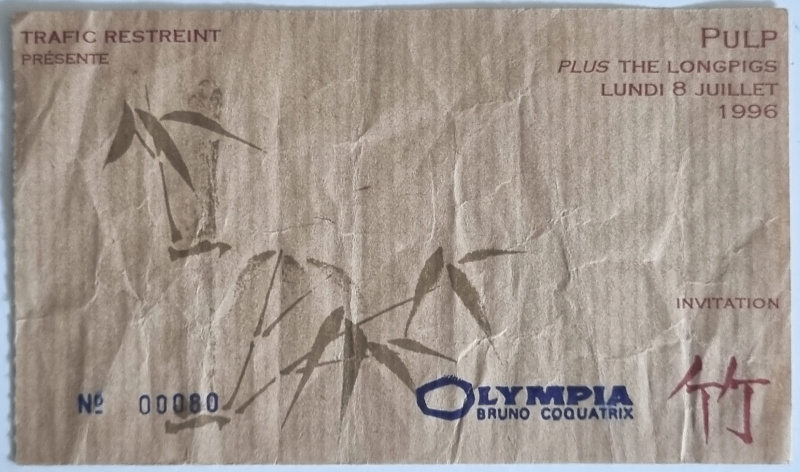 TRAFIC RESTREINT
PRÉSENTE
PULP
PLUS THE LONGPIGS
LUNDI 8 JUILLET
1996
INVITATION
Nº 00080
OLYMPIA
BRUNO COQUATRIX
竹